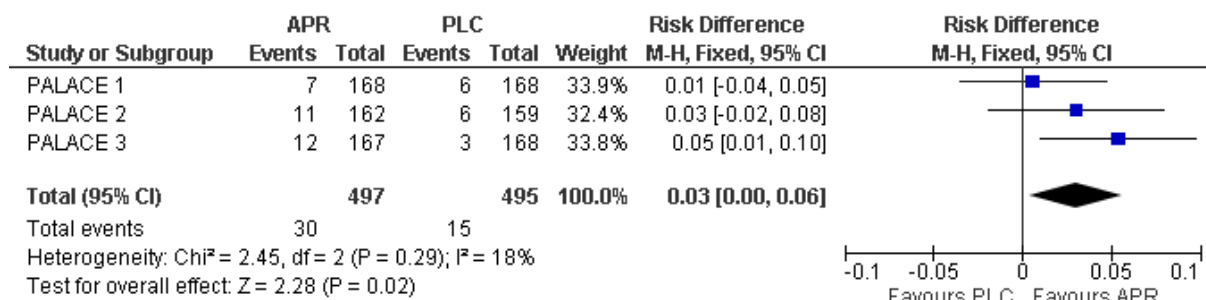 APR PLC Risk Difference Risk Difference
Study or Subgroup Events Total Events Total Weight M-H, Fixed, 95% CI M-H, Fixed, 95% CI
PALACE 1 7 168 6 168 33.9% 0.01 [-0.04, 0.05]
PALACE 2 11 162 6 159 32.4% 0.03 [-0.02, 0.08]
PALACE 3 12 167 3 168 33.8% 0.05 [0.01, 0.10]
Total (95% CI) 497 495 100.0% 0.03 [0.00, 0.06]
Total events 30 15
Heterogeneity: Chi² = 2.45, df = 2 (P = 0.29); I² = 18%
Test for overall effect: Z = 2.28 (P = 0.02)
-0.1 -0.05 0 0.05 0.1
Favours PLC Favours APR